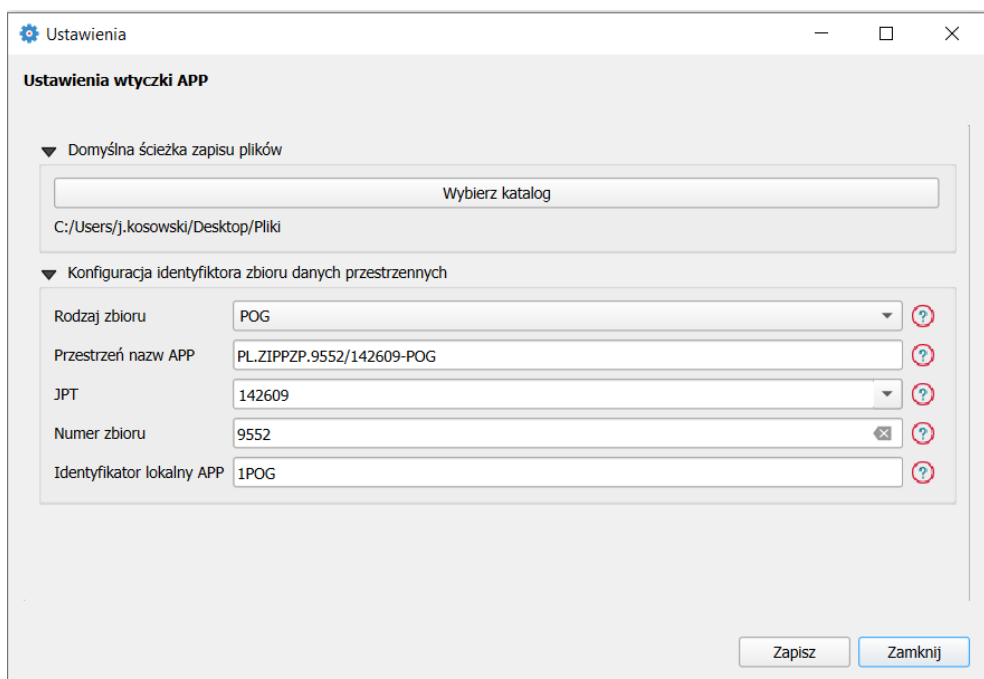 Ustawienia
Ustawienia wtyczki APP
Domyślna ścieżka zapisu plików
Wybierz katalog
C:/Users/j.kosowski/Desktop/Pliki
Konfiguracja identyfiktora zbioru danych przestrzennych
Rodzaj zbioru POG ?
Przestrzeń nazw APP PL.ZIPPZP.9552/142609-POG ?
JPT 142609 ?
Numer zbioru 9552 ?
Identyfikator lokalny APP 1POG ?
Zapisz Zamknij